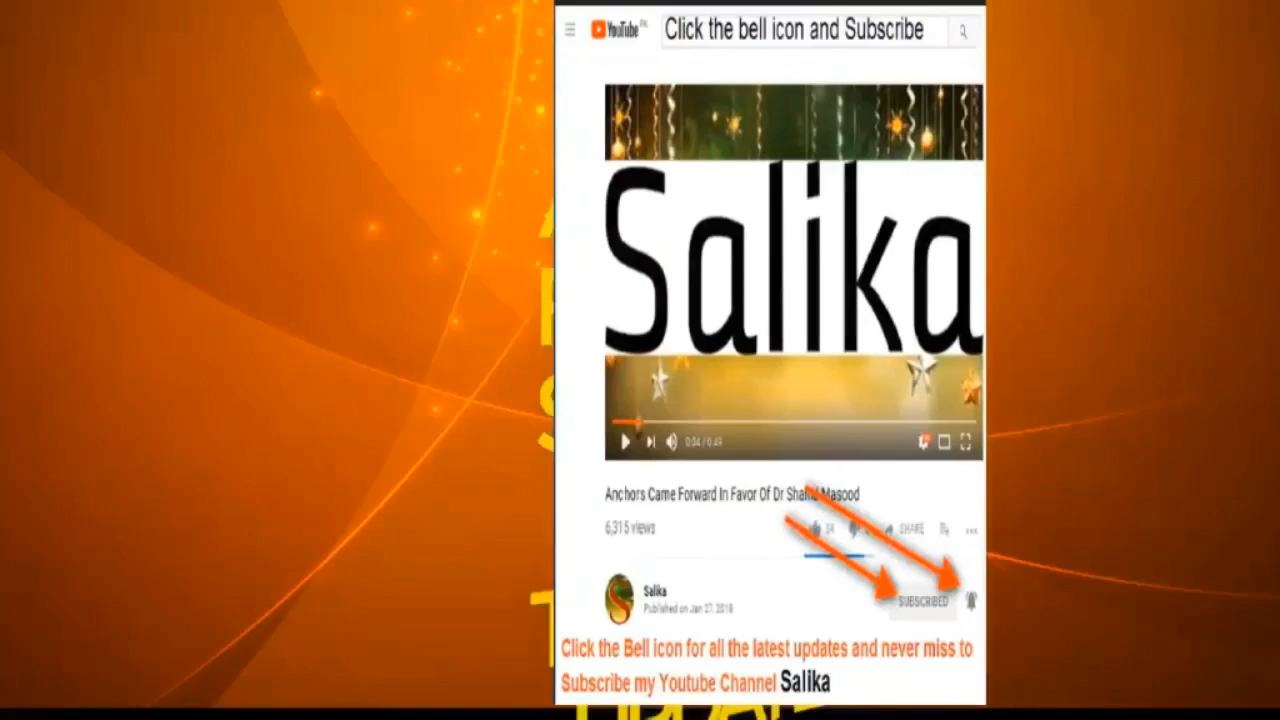 YouTube PK
Click the bell icon and Subscribe
Salika
0:04 / 0:49
Anchors Came Forward In Favor Of Dr Shahid Masood
6,315 views
SHARE
Salika
Published on Jan 27, 2018
SUBSCRIBED
Click the Bell icon for all the latest updates and never miss to
Subscribe my Youtube Channel Salika